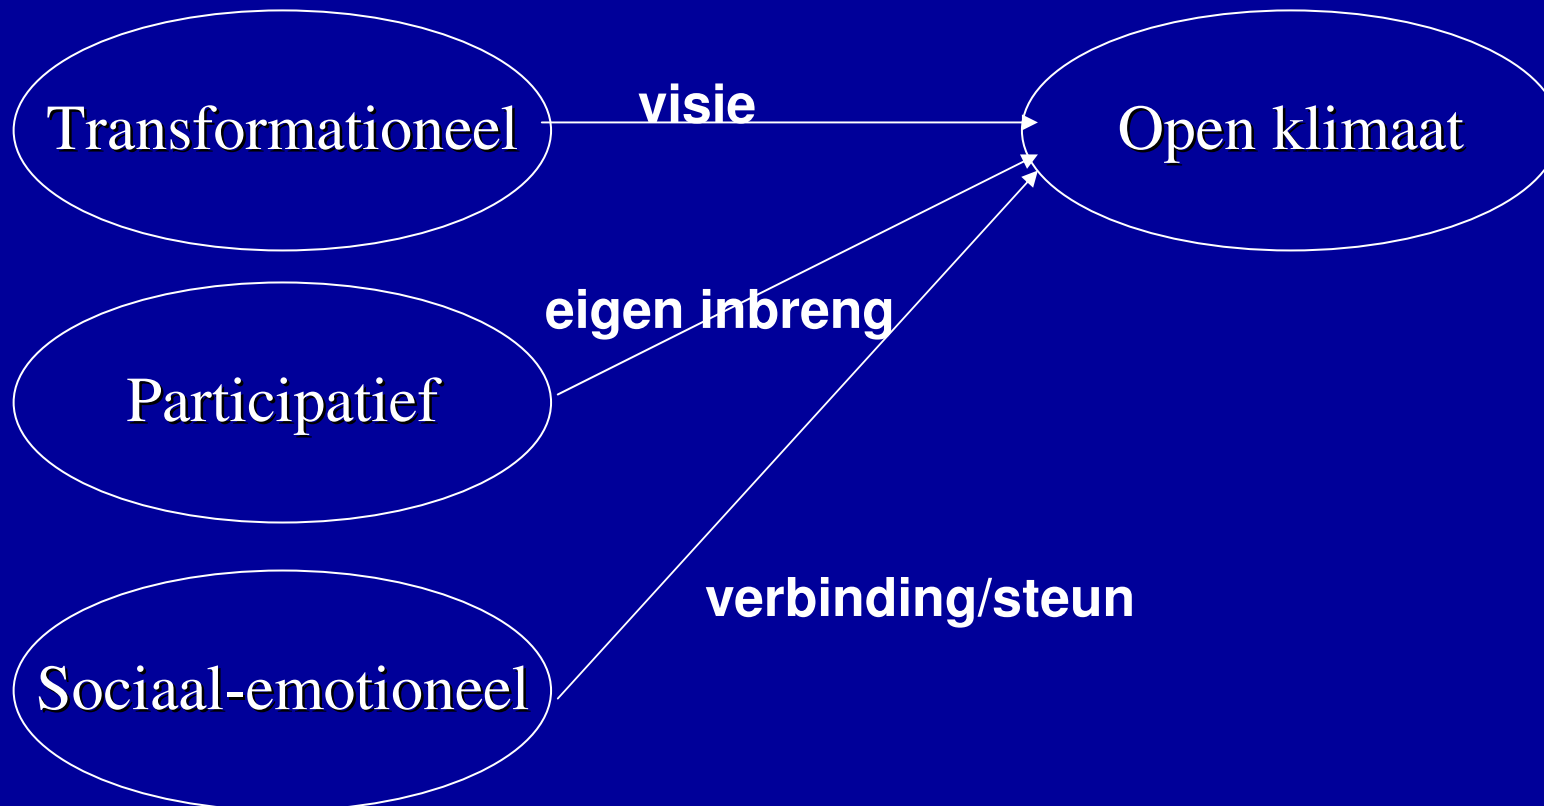 visie
Transformationeel
Open klimaat
eigen inbreng
Participatief
verbinding/steun
Sociaal-emotioneel